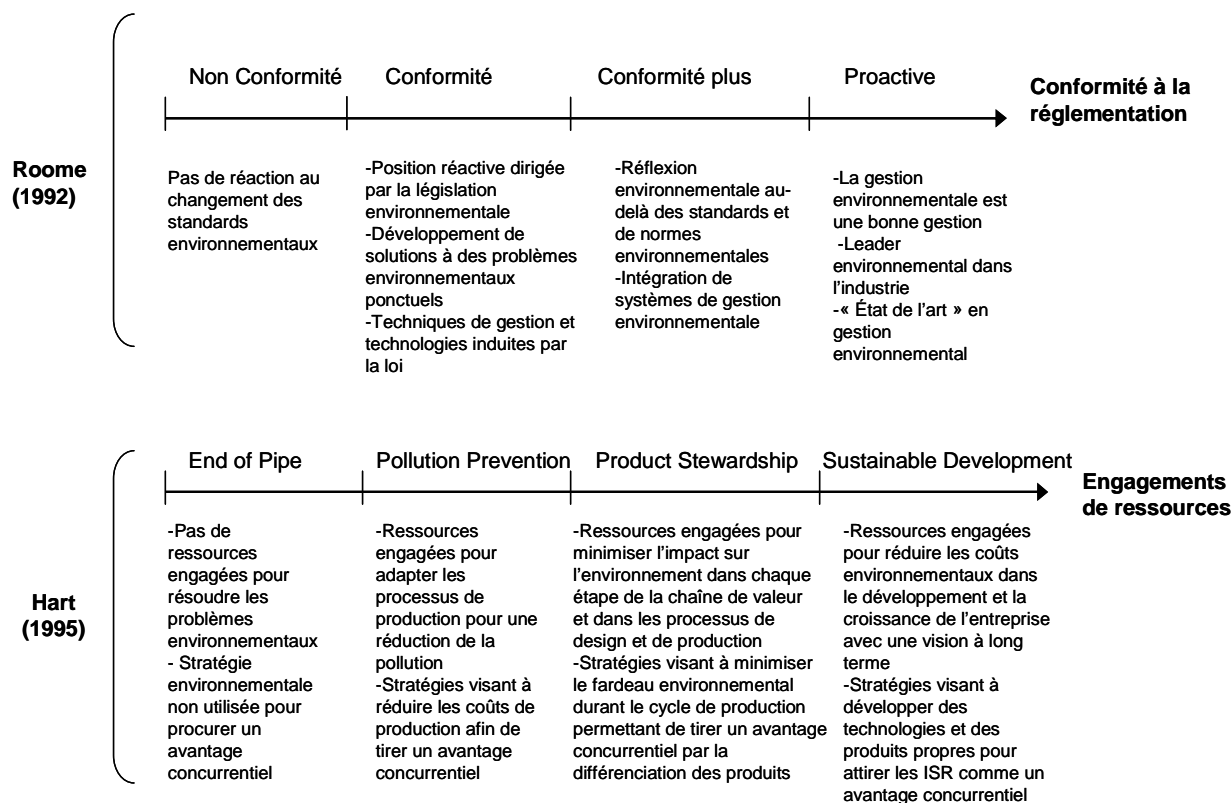 Roome
(1992)
Non Conformité
Conformité
Conformité plus
Proactive
Conformité à la
réglementation
Pas de réaction au
changement des
standards
environnementaux
-Position réactive dirigée
par la législation
environnementale
-Développement de
solutions à des problèmes
environnementaux
ponctuels
-Techniques de gestion et
technologies induites par
la loi
-Réflexion
environnementale au-
delà des standards et
de normes
environnementales
-Intégration de
systèmes de gestion
environnementale
-La gestion
environementale est
une bonne gestion
-Leader
environmental dans
l’industrie
-« État de l’art » en
gestion
environnemental
Hart
(1995)
End of Pipe
Pollution Prevention
Product Stewardship
Sustainable Development
Engagements
de ressources
-Pas de
ressources
engagées pour
résoudre les
problèmes
environnementaux
- Stratégie
environnementale
non utilisée pour
procurer un
avantage
concurrentiel
-Ressources
engagées pour
adapter les
processus de
production pour une
réduction de la
pollution
-Stratégies visant à
réduire les coûts de
production afin de
tirer un avantage
concurrentiel
-Ressources engagées pour
minimiser l’impact sur
l’environnement dans chaque
étape de la chaîne de valeur
et dans les processus de
design et de production
-Stratégies visant à minimiser
le fardeau environnemental
durant le cycle de production
permettant de tirer un avantage
concurrentiel par la
différenciation des produits
-Ressources engagées
pour réduire les coûts
environnementaux dans
le développement et la
croissance de l’entreprise
avec une vision à long
terme
-Stratégies visant à
développer des
technologies et des
produits propres pour
attirer les ISR comme un
avantage concurrentiel